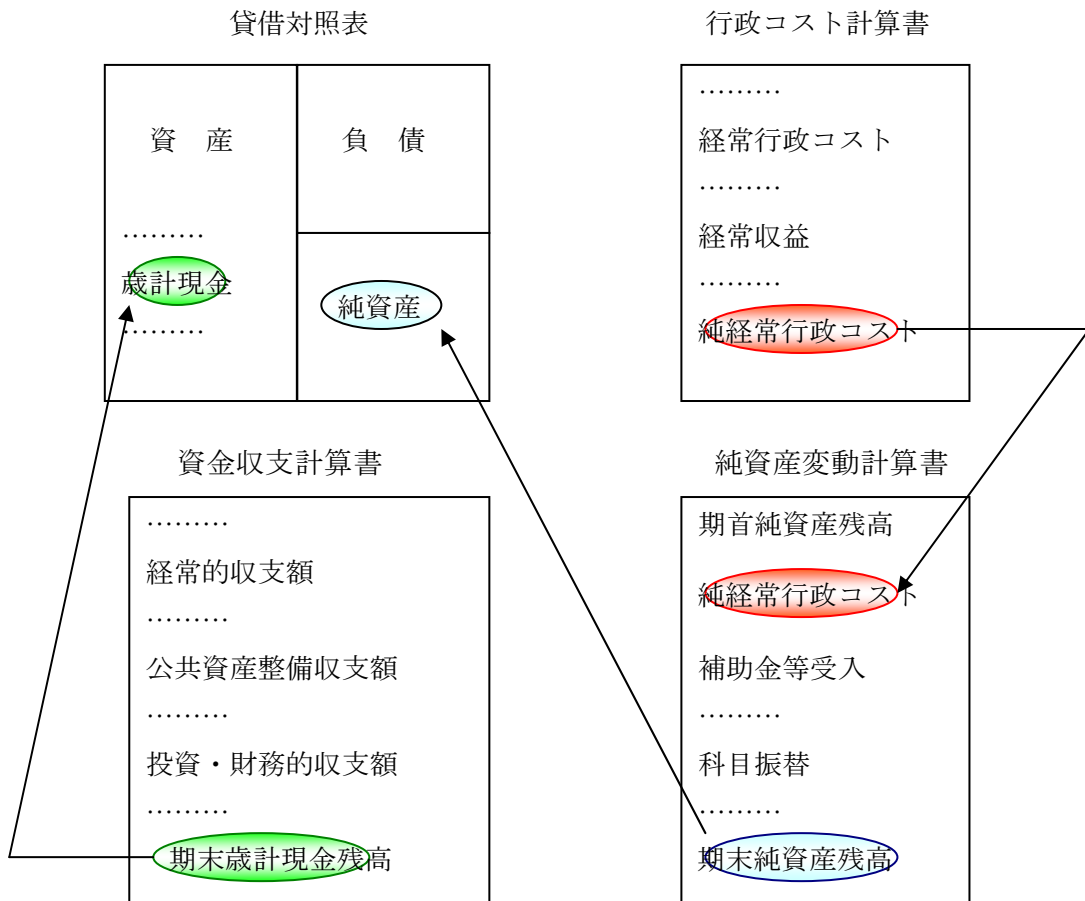 貸借対照表
資　産
負　債
………
歳計現金
………
純資産
行政コスト計算書
………
経常行政コスト
………
経常収益
………
純経常行政コスト
資金収支計算書
………
経常的収支額
………
公共資産整備収支額
………
投資・財務的収支額
………
期末歳計現金残高
純資産変動計算書
期首純資産残高
純経常行政コスト
補助金等受入
………
科目振替
………
期末純資産残高